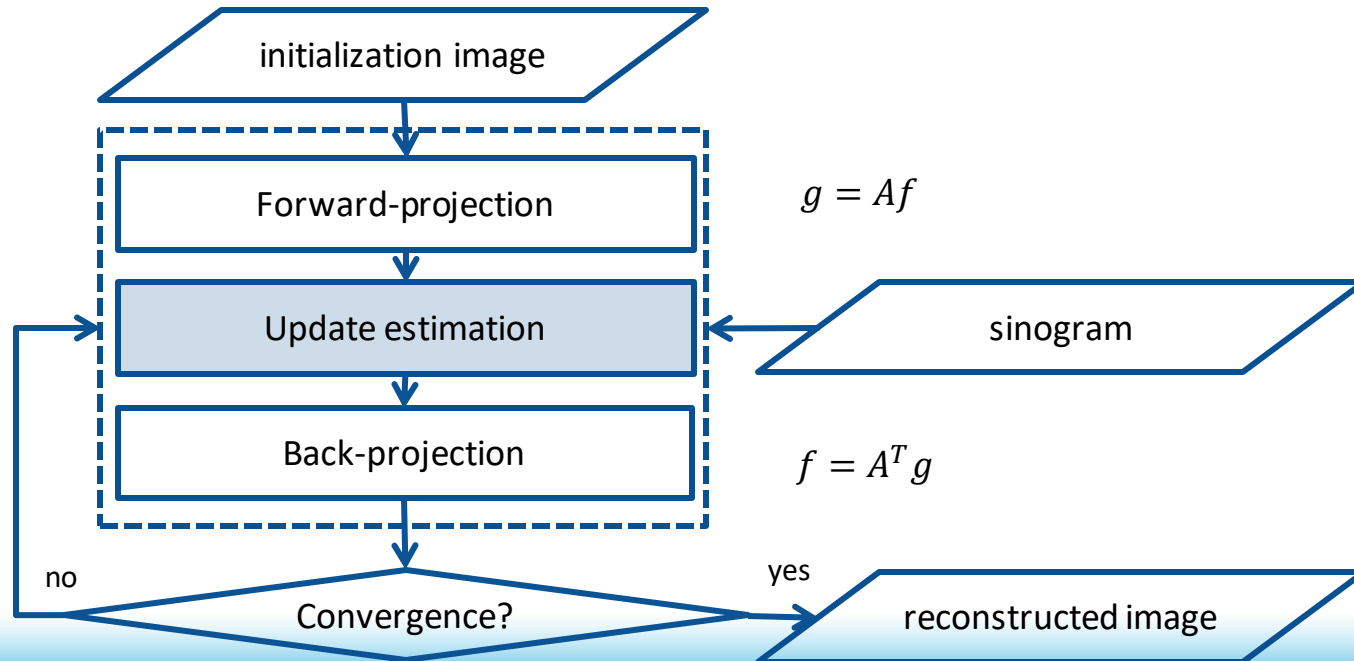 initialization image
Forward-projection
g = Af
Update estimation
sinogram
Back-projection
f = A^T g
no
yes
Convergence?
reconstructed image